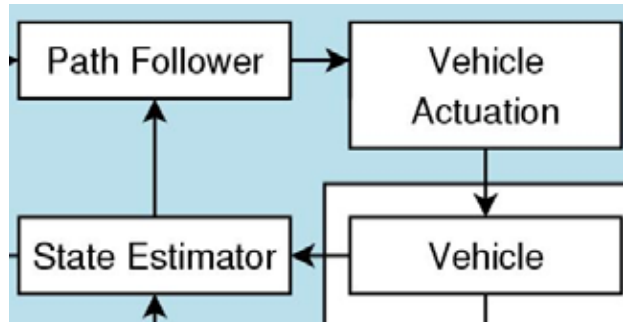 Path Follower
Vehicle
Actuation
State Estimator
Vehicle